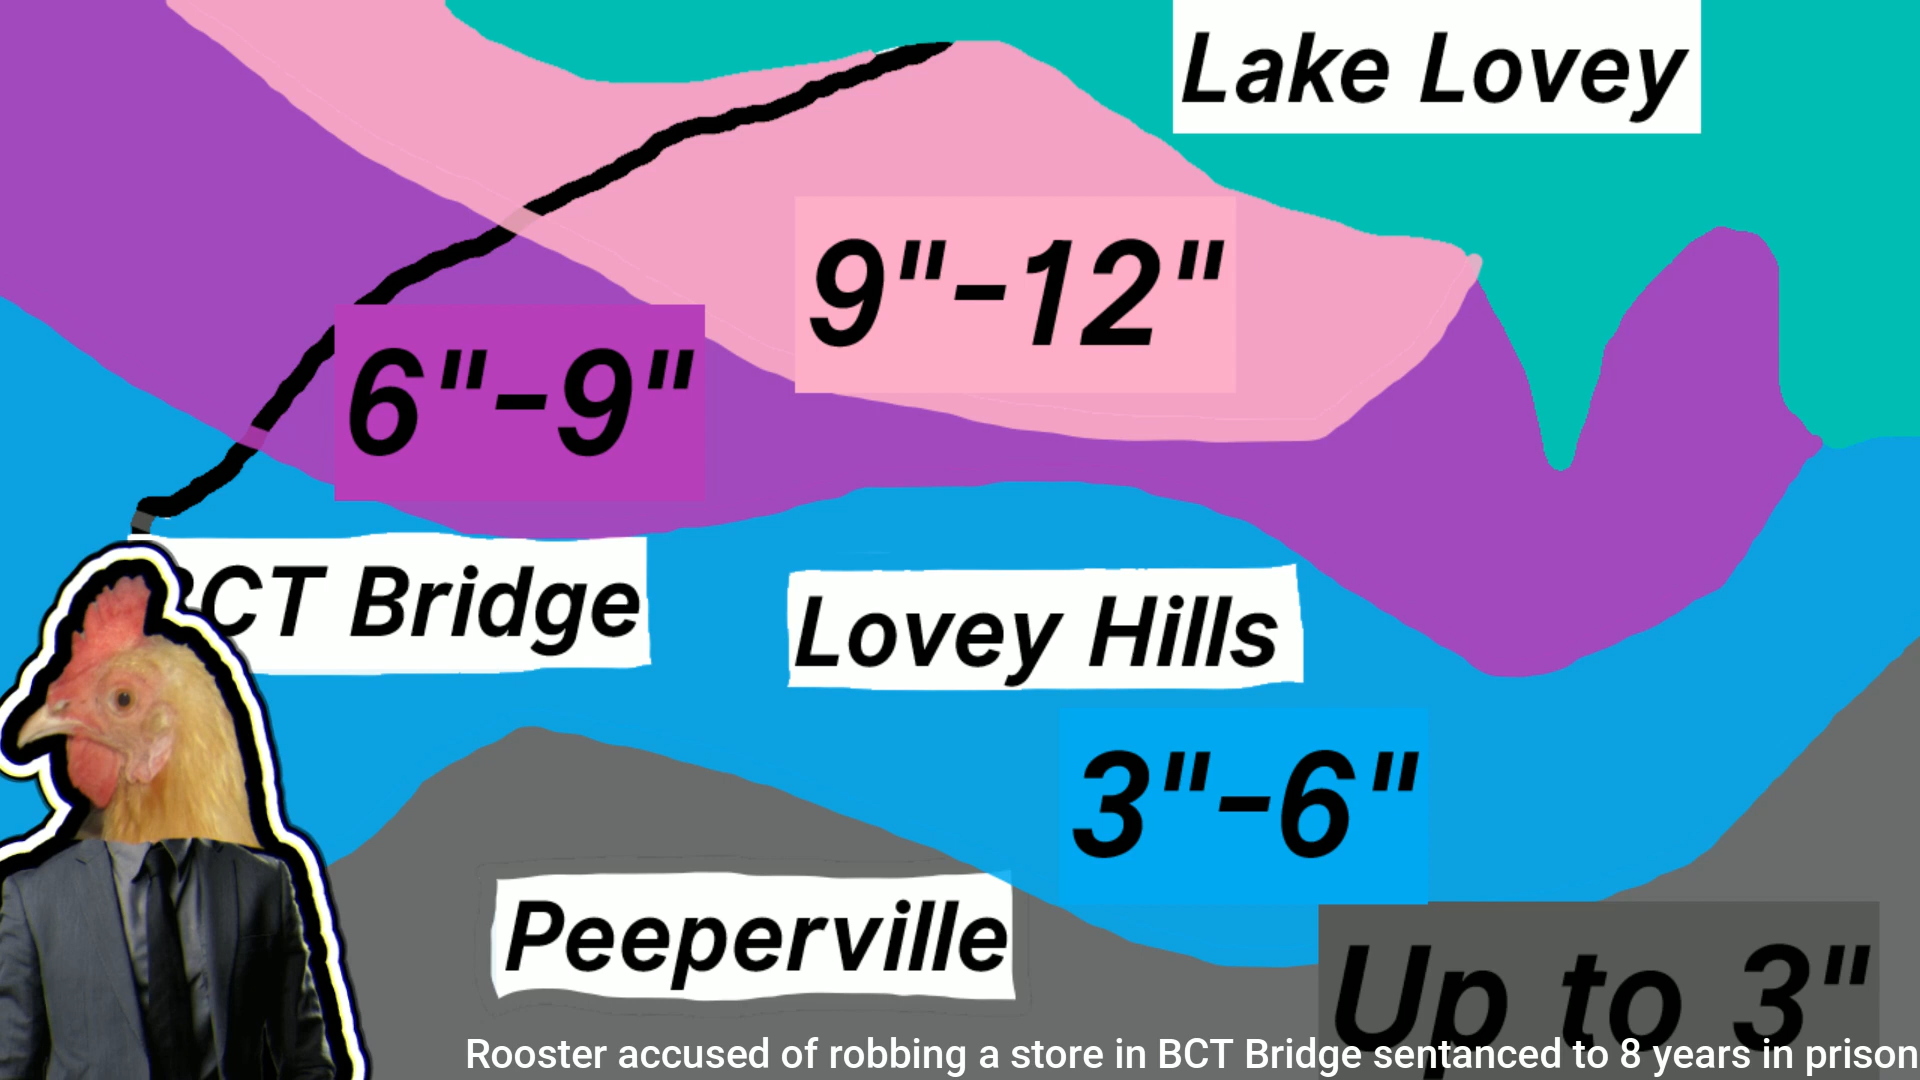 Lake Lovey
9"-12"
6"-9"
BCT Bridge
Lovey Hills
3"-6"
Peeperville
Up to 3"
Rooster accused of robbing a store in BCT Bridge sentanced to 8 years in prison